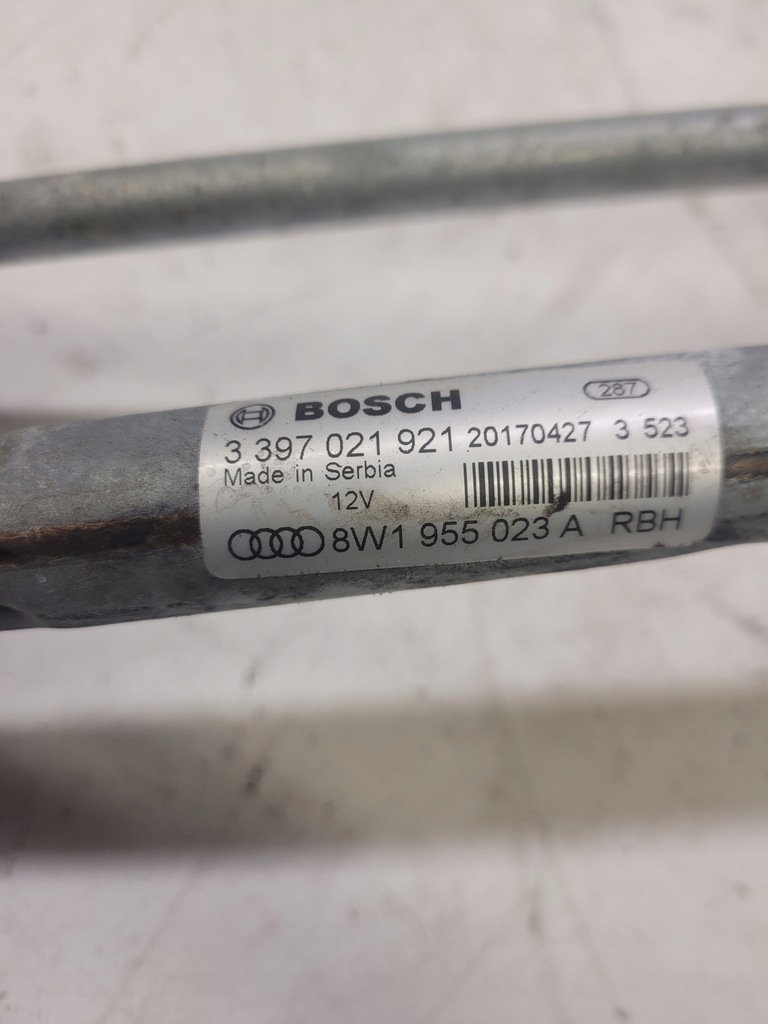 BOSCH 287
3 397 021 921 20170427 3 523
Made in Serbia
12V
8W1 955 023 A RBH